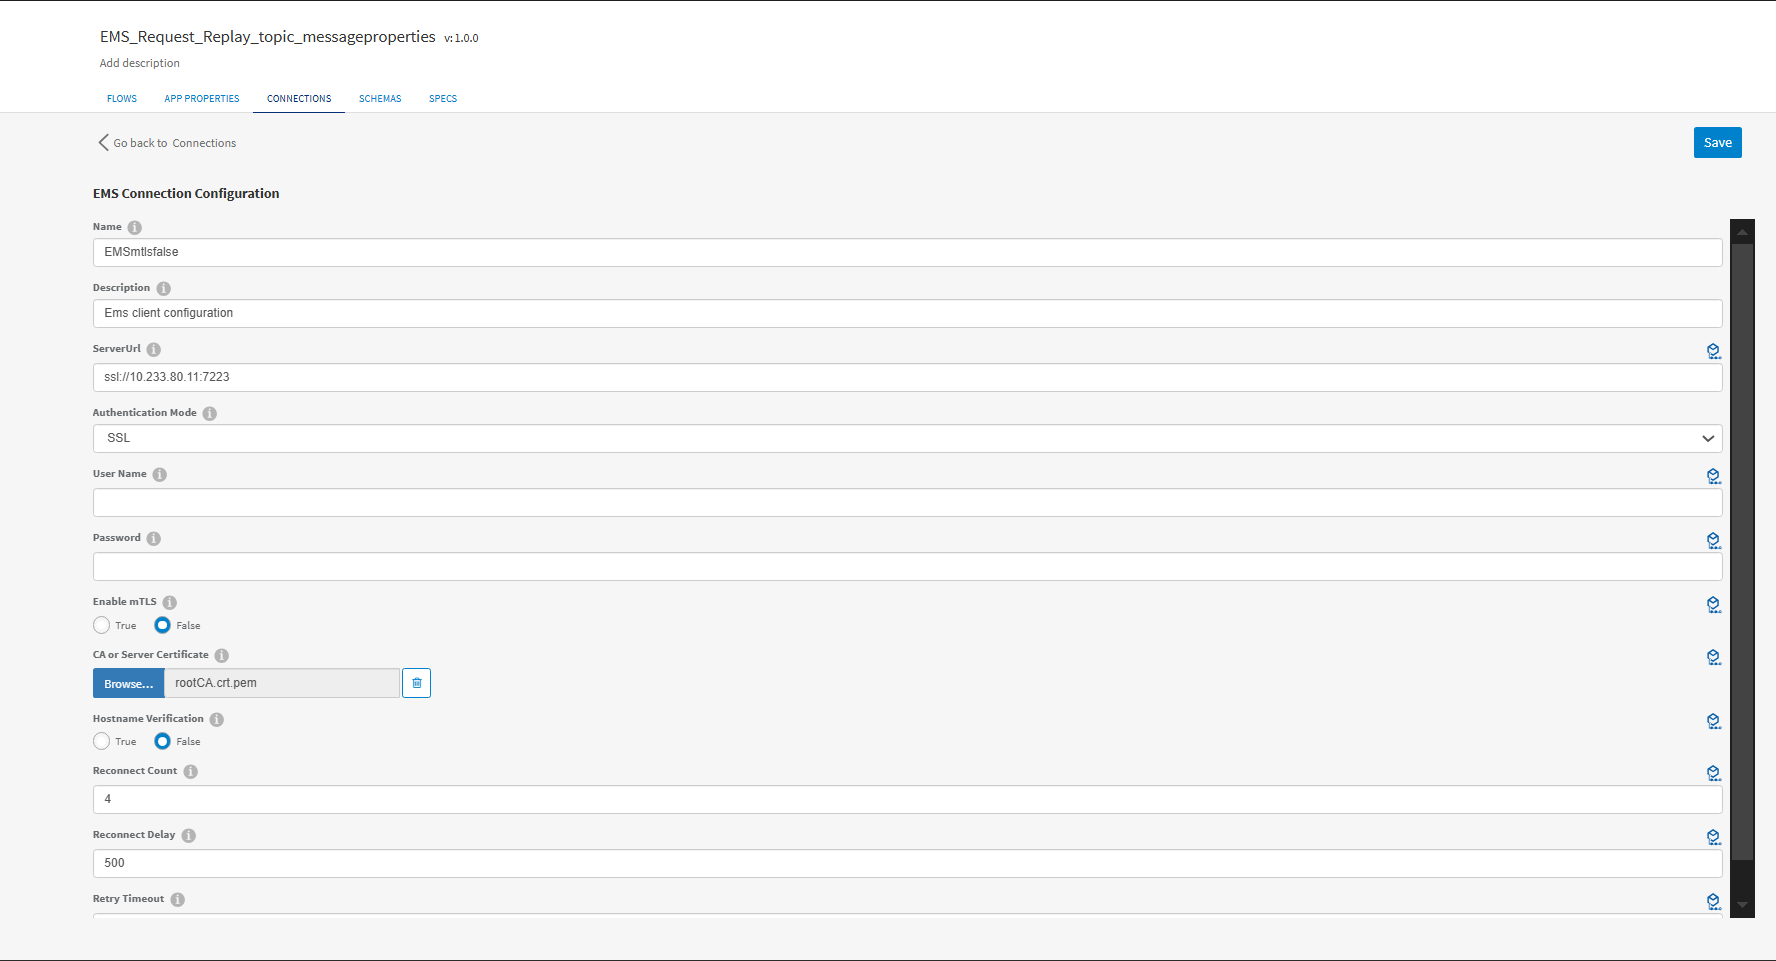 EMS_Request_Replay_topic_messageproperties v: 1.0.0
Add description
FLOWS APP PROPERTIES CONNECTIONS SCHEMAS SPECS
Go back to Connections
Save
EMS Connection Configuration
Name
EMSmtlsfalse
Description
Ems client configuration
ServerUrl
ssl://10.233.80.11:7223
Authentication Mode
SSL
User Name
Password
Enable mTLS
True False
CA or Server Certificate
Browse... rootCA.crt.pem
Hostname Verification
True False
Reconnect Count
4
Reconnect Delay
500
Retry Timeout